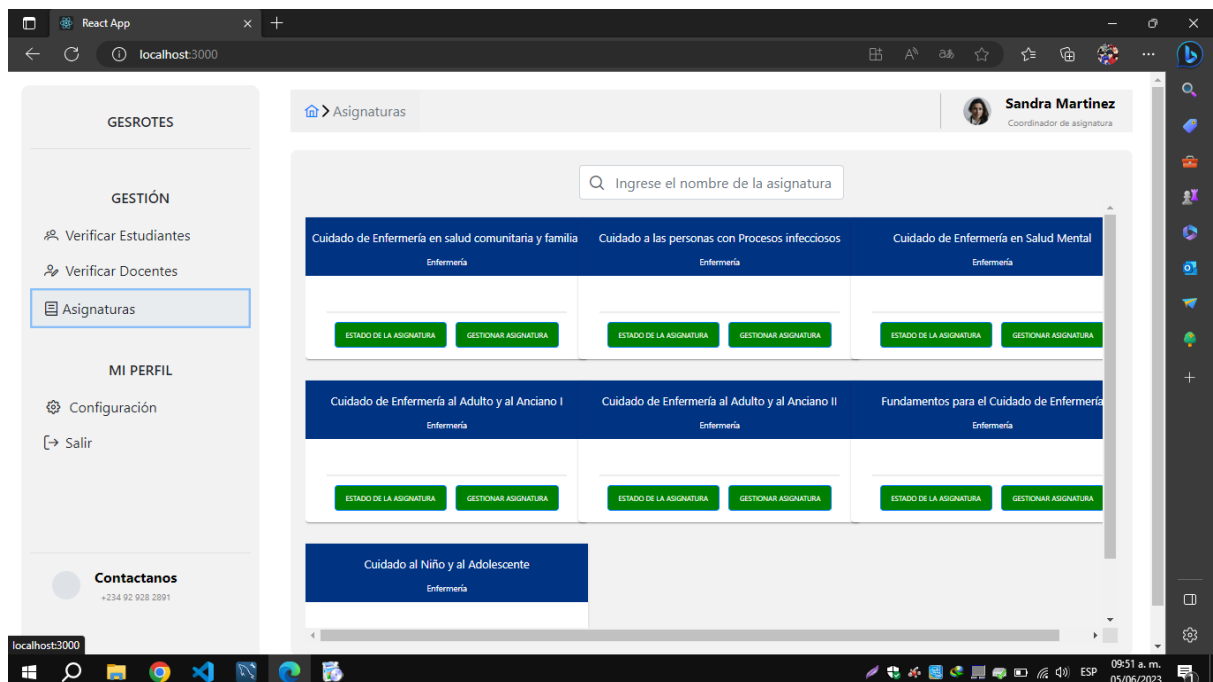 React App
localhost:3000
GESROTES
Asignaturas
Sandra Martinez
Coordinador de asignatura
GESTIÓN
Verificar Estudiantes
Verificar Docentes
Asignaturas
MI PERFIL
Configuración
Salir
Contactanos
+234 92 928 2891
Ingrese el nombre de la asignatura
Cuidado de Enfermería en salud comunitaria y familia
Enfermería
ESTADO DE LA ASIGNATURA GESTIONAR ASIGNATURA
Cuidado a las personas con Procesos infecciosos
Enfermería
ESTADO DE LA ASIGNATURA GESTIONAR ASIGNATURA
Cuidado de Enfermería en Salud Mental
Enfermería
ESTADO DE LA ASIGNATURA GESTIONAR ASIGNATURA
Cuidado de Enfermería al Adulto y al Anciano I
Enfermería
ESTADO DE LA ASIGNATURA GESTIONAR ASIGNATURA
Cuidado de Enfermería al Adulto y al Anciano II
Enfermería
ESTADO DE LA ASIGNATURA GESTIONAR ASIGNATURA
Fundamentos para el Cuidado de Enfermería
Enfermería
ESTADO DE LA ASIGNATURA GESTIONAR ASIGNATURA
Cuidado al Niño y al Adolescente
Enfermería
localhost:3000
ESP
09:51 a. m.
05/06/2023